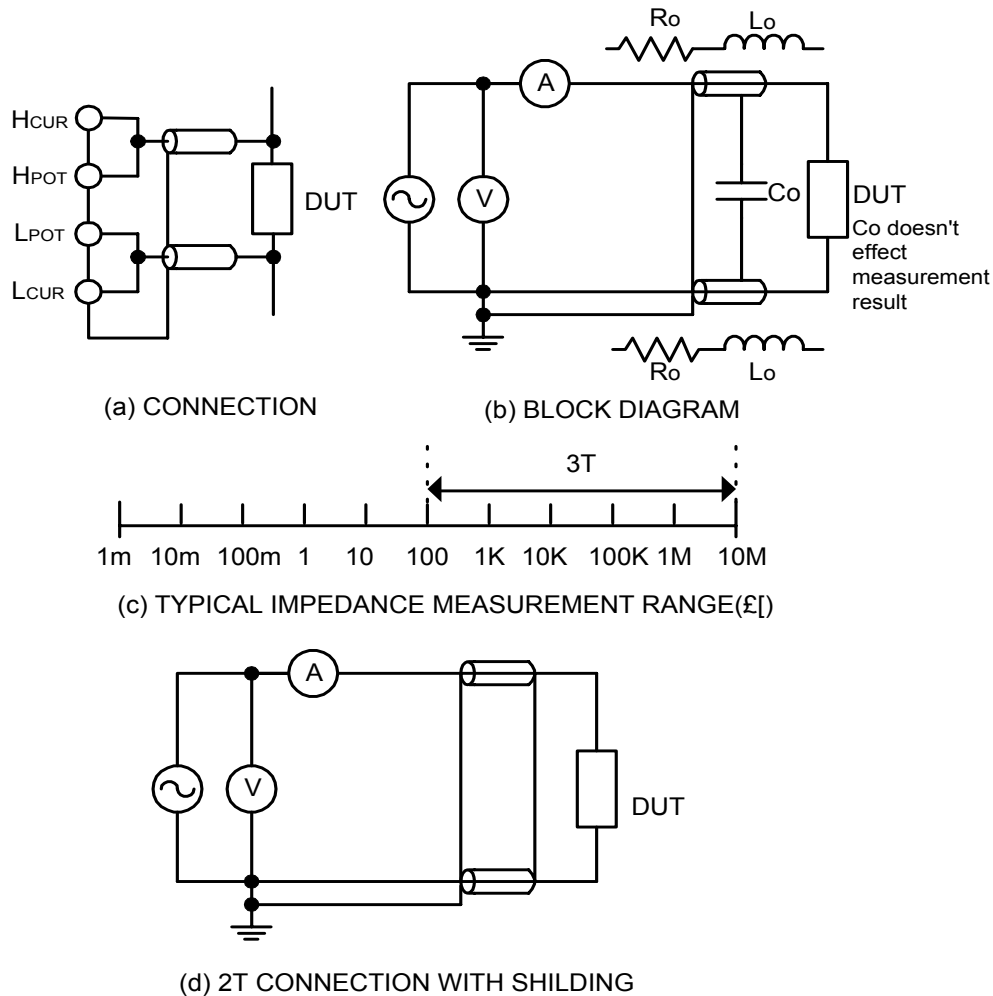 Ro Lo
A
HCUR
HPOT
LPOT
LCUR
DUT
V
Co
DUT
Co doesn't
effect
measurement
result
Ro Lo
(a) CONNECTION
(b) BLOCK DIAGRAM
3T
1m 10m 100m 1 10 100 1K 10K 100K 1M 10M
(c) TYPICAL IMPEDANCE MEASUREMENT RANGE(£[)
A
V
DUT
(d) 2T CONNECTION WITH SHILDING